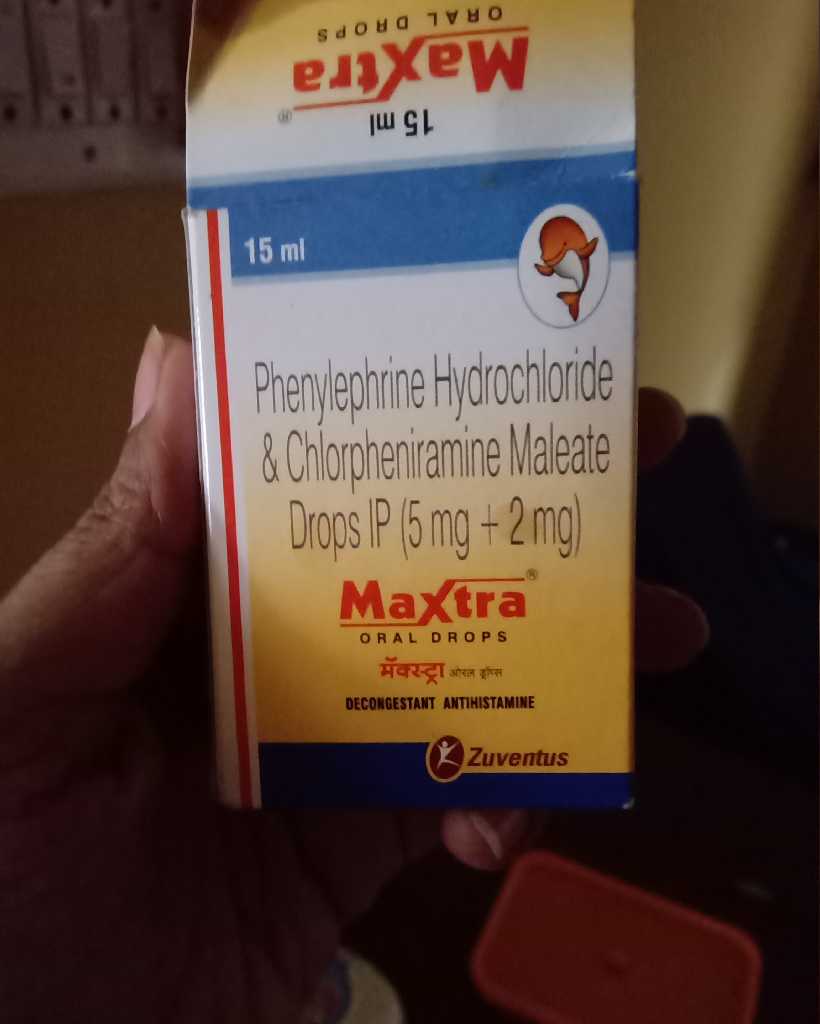 ORAL DROPS
MaXtra
®
15 ml
15 ml
Phenylephrine Hydrochloride
& Chlorpheniramine Maleate
Drops IP (5 mg + 2 mg)
MaXtra®
ORAL DROPS
मॅक्स्ट्रा ओरल ड्रॉप्स
DECONGESTANT ANTIHISTAMINE
Zuventus